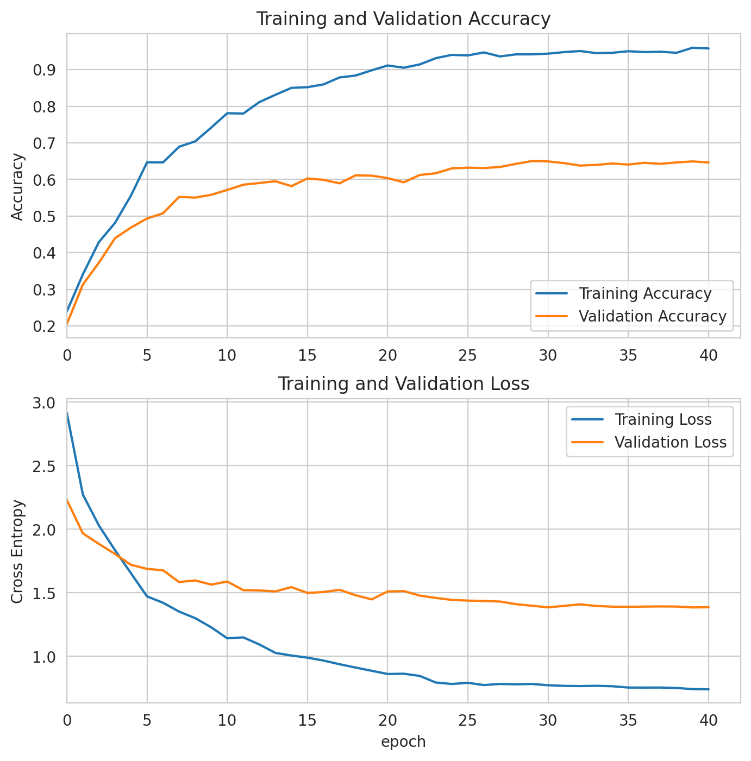 Training and Validation Accuracy
Accuracy
0.9
0.8
0.7
0.6
0.5
0.4
0.3
0.2
Training Accuracy
Validation Accuracy
0 5 10 15 20 25 30 35 40
Training and Validation Loss
Cross Entropy
3.0
2.5
2.0
1.5
1.0
Training Loss
Validation Loss
0 5 10 15 20 25 30 35 40
epoch